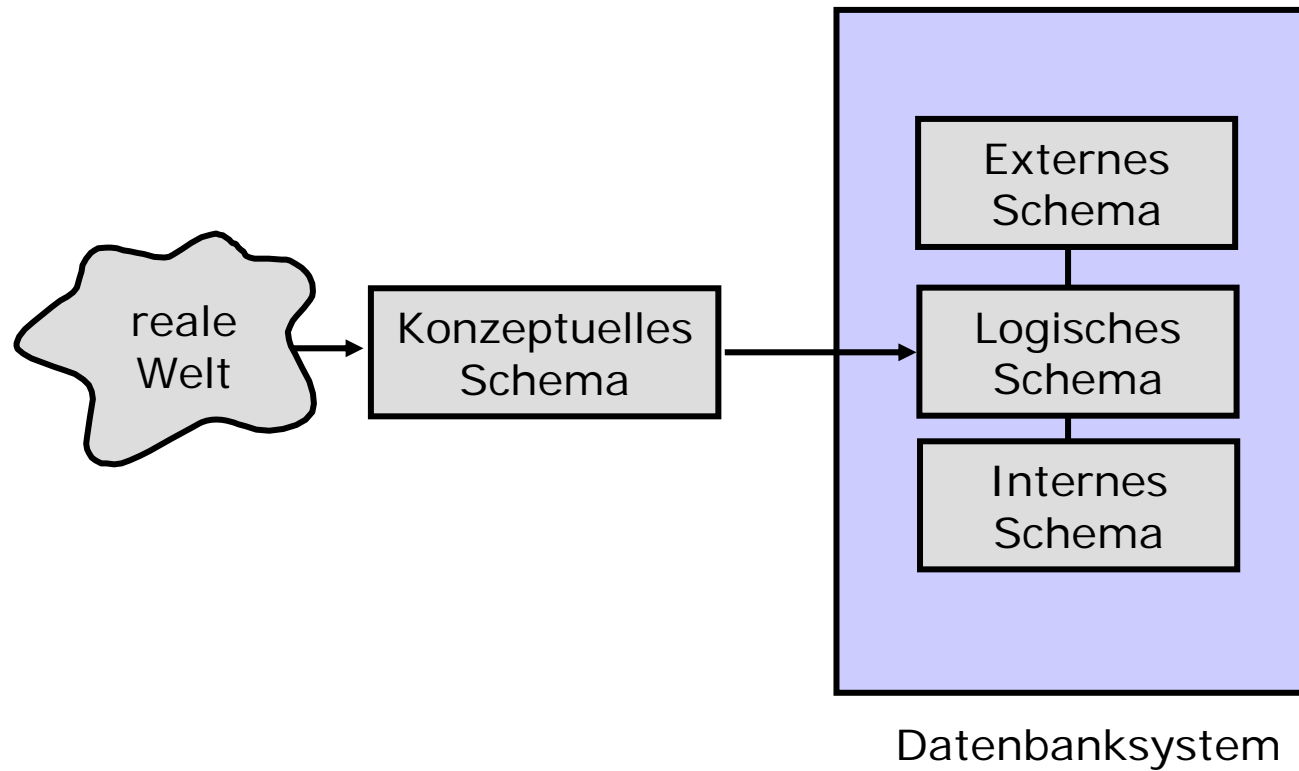 reale
Welt
Konzeptuelles
Schema
Externes
Schema
Logisches
Schema
Internes
Schema
Datenbanksystem